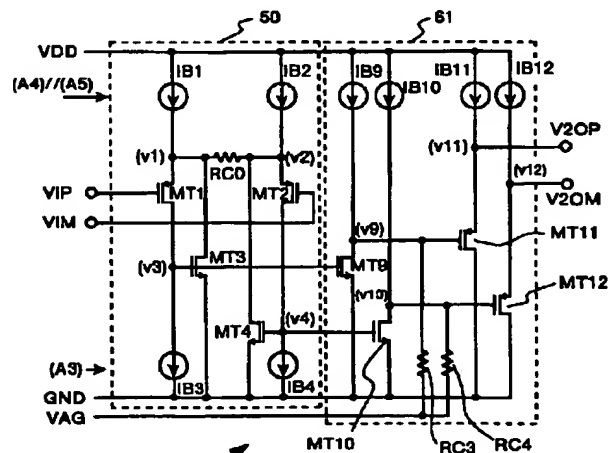 50 61
VDD
IB1 IB2 IB9 IB10 IB11 IB12
(A4)//(A5)
(v1) RC0 (v2) (v11) V2OP
(v12)
VIP MT1 MT2 V2OM
VIM (v9) MT11
(v3) MT3 MT9
(v10) MT12
MT4 (v4)
(A3)
IB3 IB4
GND
VAG
MT10 RC3 RC4